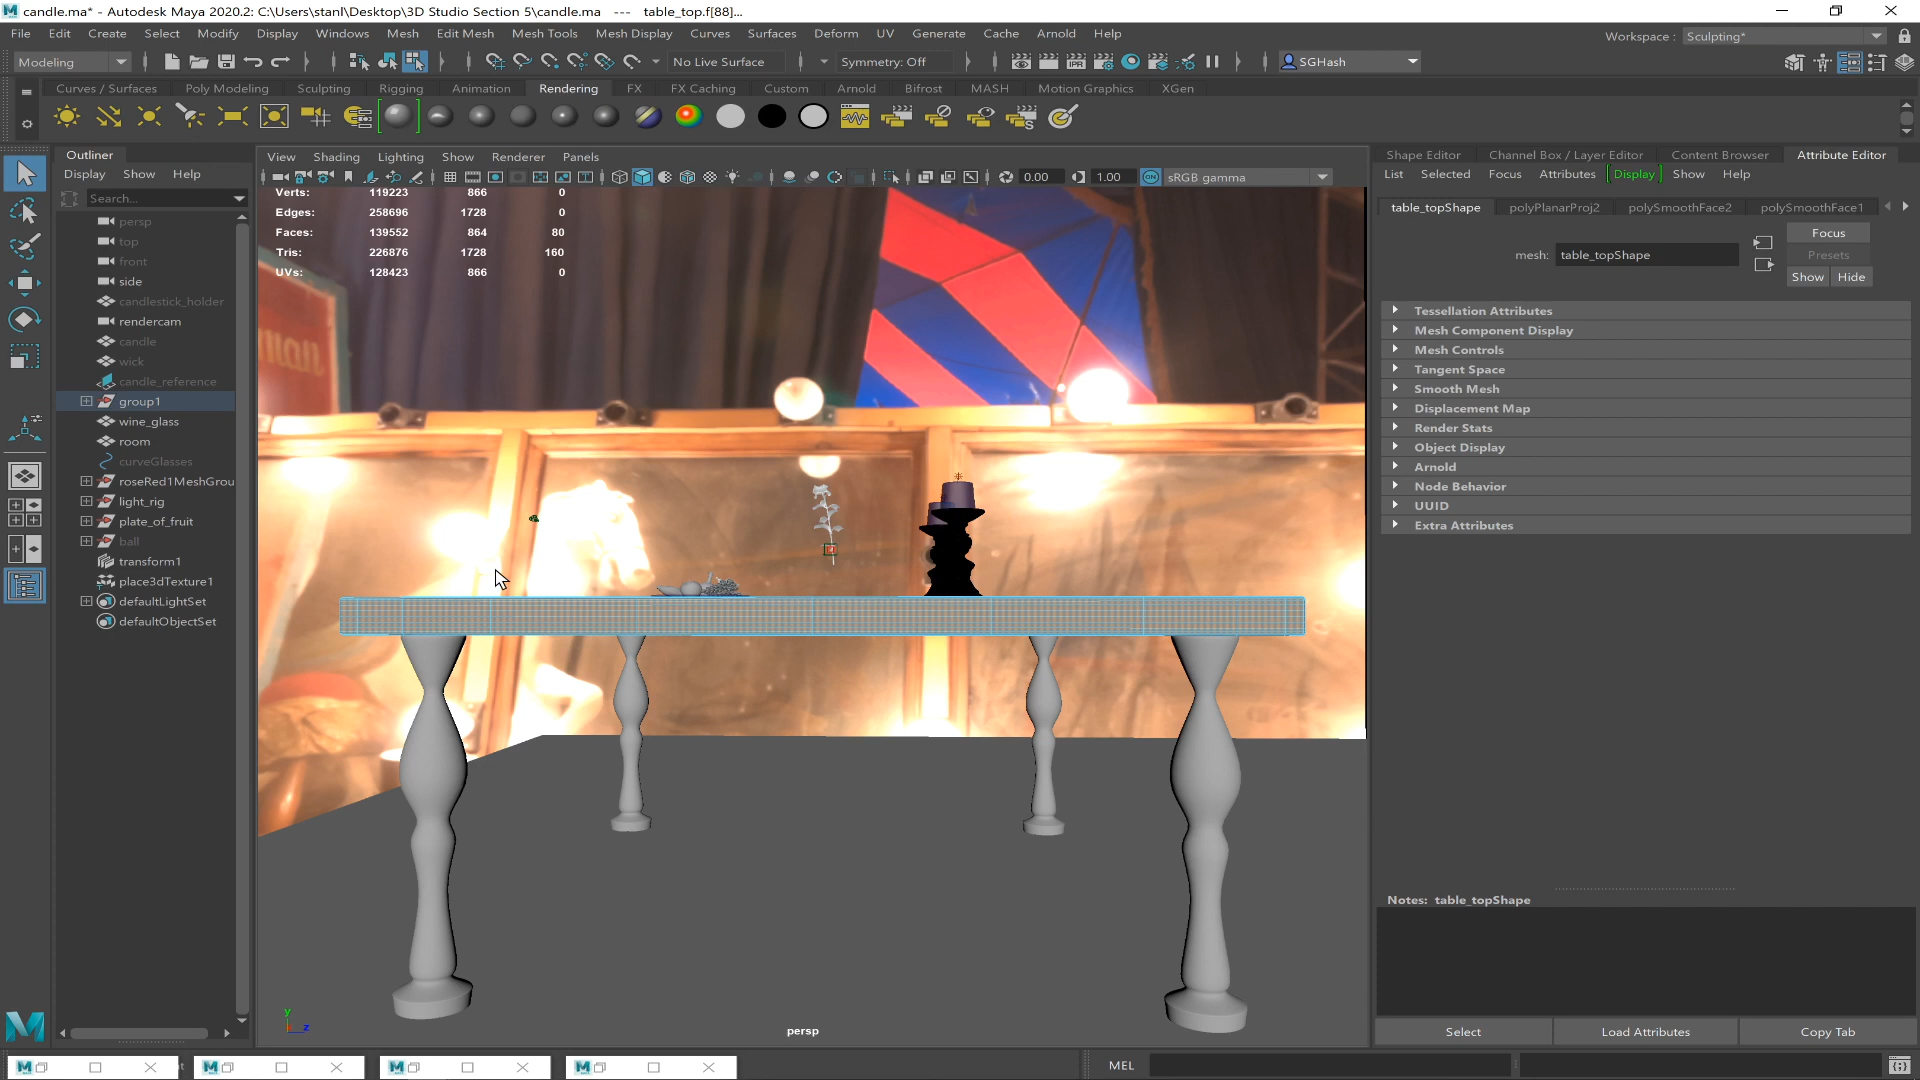 candle.ma* - Autodesk Maya 2020.2: C:\Users\stanl\Desktop\3D Studio Section 5\candle.ma --- table_top.f[88]...
File Edit Create Select Modify Display Windows Mesh Edit Mesh Mesh Tools Mesh Display Curves Surfaces Deform UV Generate Cache Arnold Help Workspace : Sculpting*
Modeling No Live Surface Symmetry: Off SGHash
Curves / Surfaces Poly Modeling Sculpting Rigging Animation Rendering FX FX Caching Custom Arnold Bifrost MASH Motion Graphics XGen
Outliner
Display Show Help
Search...
persp
top
front
side
candlestick_holder
rendercam
candle
wick
candle_reference
group1
wine_glass
room
curveGlasses
roseRed1MeshGrou
light_rig
plate_of_fruit
ball
transform1
place3dTexture1
defaultLightSet
defaultObjectSet
View Shading Lighting Show Renderer Panels
0.00 1.00 ON sRGB gamma
Verts: 119223 866 0
Edges: 258696 1728 0
Faces: 139552 864 80
Tris: 226876 1728 160
UVs: 128423 866 0
y
z
persp
Shape Editor Channel Box / Layer Editor Content Browser Attribute Editor
List Selected Focus Attributes Display Show Help
table_topShape polyPlanarProj2 polySmoothFace2 polySmoothFace1
Focus
mesh: table_topShape
Presets
Show Hide
Tessellation Attributes
Mesh Component Display
Mesh Controls
Tangent Space
Smooth Mesh
Displacement Map
Render Stats
Object Display
Arnold
Node Behavior
UUID
Extra Attributes
Notes: table_topShape
Select Load Attributes Copy Tab
MEL